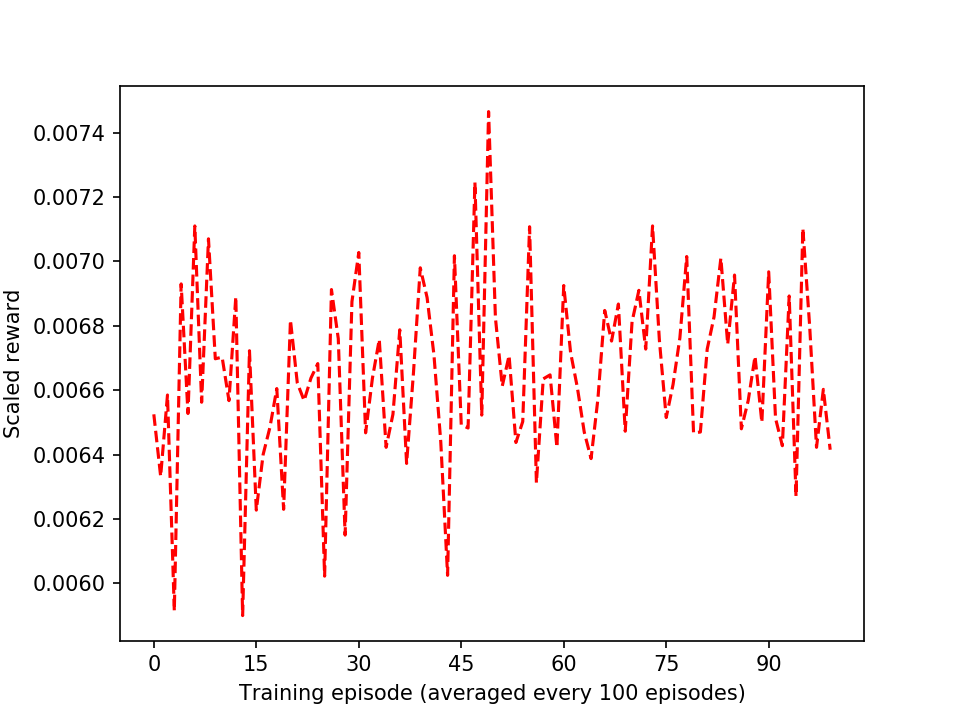 0.0074
0.0072
0.0070
0.0068
0.0066
0.0064
0.0062
0.0060
Scaled reward
0 15 30 45 60 75 90
Training episode (averaged every 100 episodes)